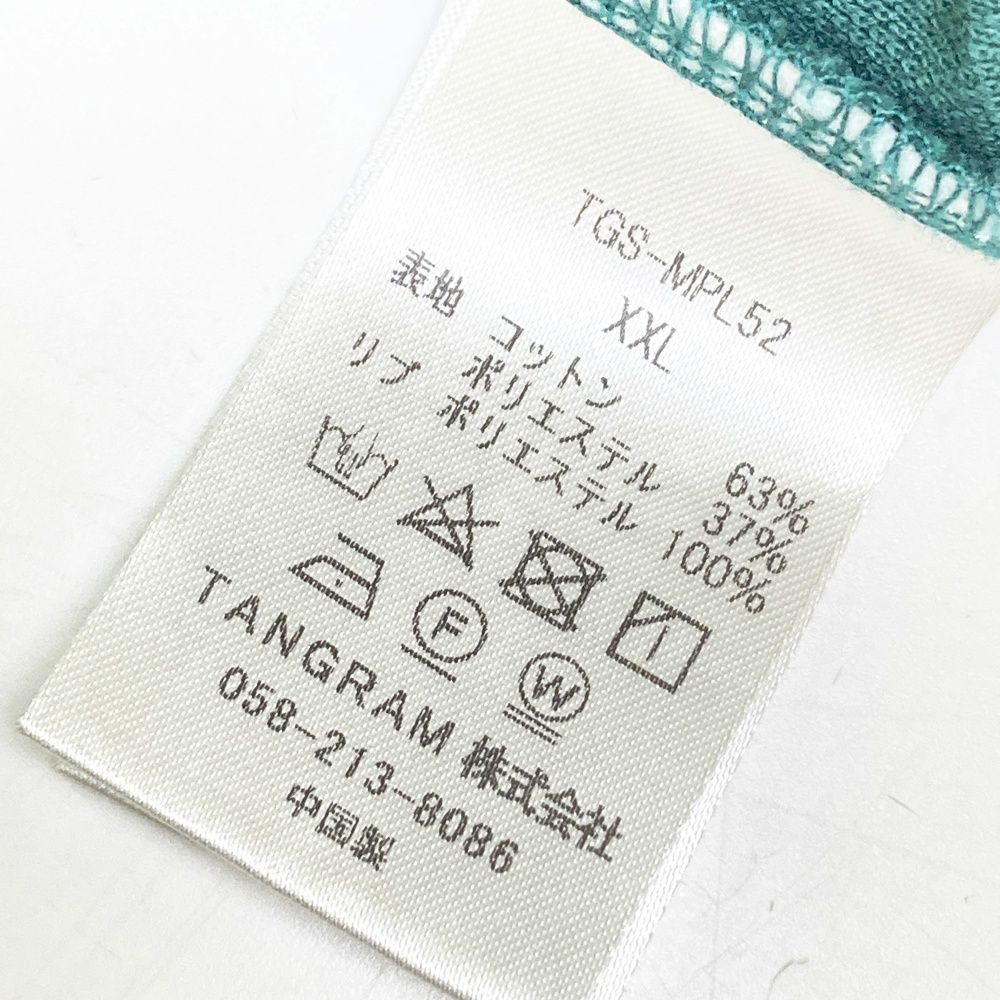 TGS-MPL52
XXL
表地 コットン 63%
ポリエステル 37%
リブ ポリエステル 100%
F
W
TANGRAM 株式会社
058-213-8086
中国製